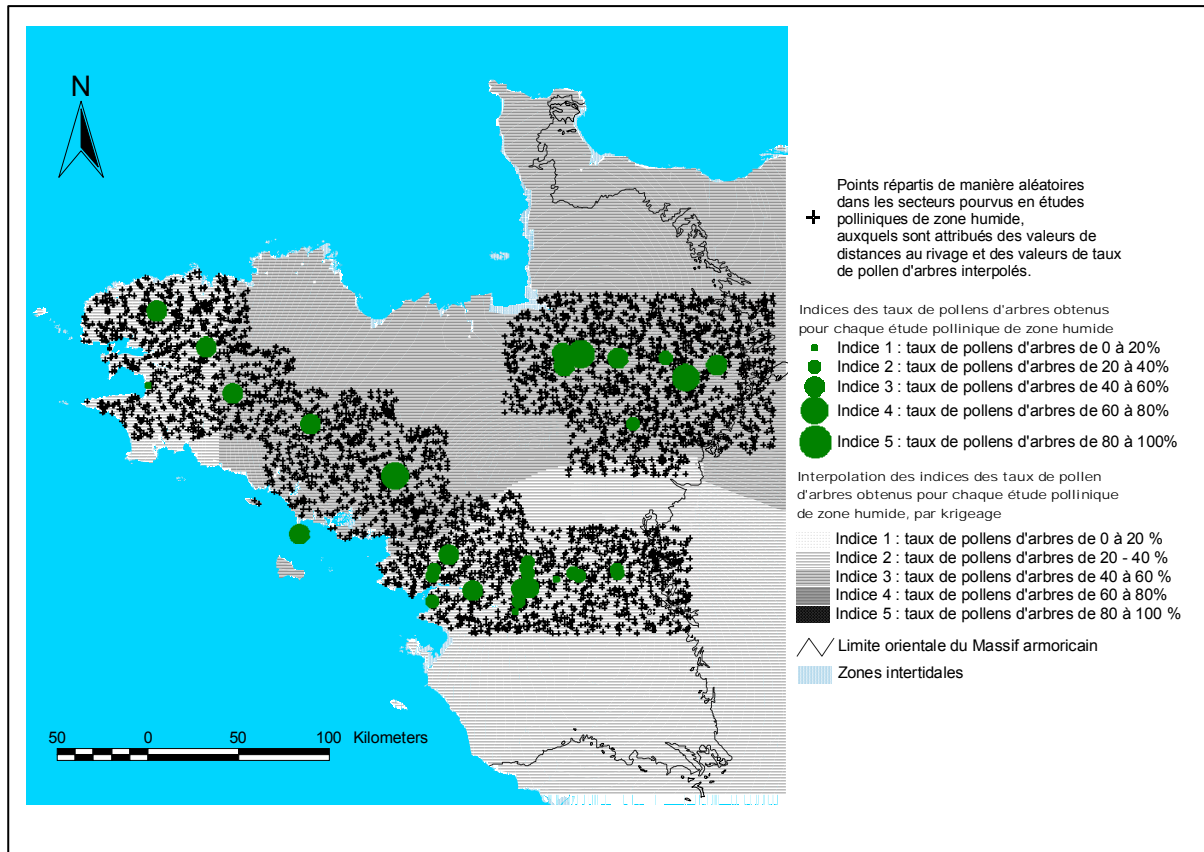 N
Points répartis de manière aléatoires
dans les secteurs pourvus en études
polliniques de zone humide,
auxquels sont attribués des valeurs de
distances au rivage et des valeurs de taux
de pollen d'arbres interpolés.
Indices des taux de pollens d'arbres obtenus
pour chaque étude pollinique de zone humide
Indice 1 : taux de pollens d'arbres de 0 à 20%
Indice 2 : taux de pollens d'arbres de 20 à 40%
Indice 3 : taux de pollens d'arbres de 40 à 60%
Indice 4 : taux de pollens d'arbres de 60 à 80%
Indice 5 : taux de pollens d'arbres de 80 à 100%
Interpolation des indices des taux de pollen
d'arbres obtenus pour chaque étude pollinique
de zone humide, par krigeage
Indice 1 : taux de pollens d'arbres de 0 à 20 %
Indice 2 : taux de pollens d'arbres de 20 - 40 %
Indice 3 : taux de pollens d'arbres de 40 à 60 %
Indice 4 : taux de pollens d'arbres de 60 à 80%
Indice 5 : taux de pollens d'arbres de 80 à 100 %
Limite orientale du Massif armoricain
Zones intertidales
50 0 50 100 Kilometers